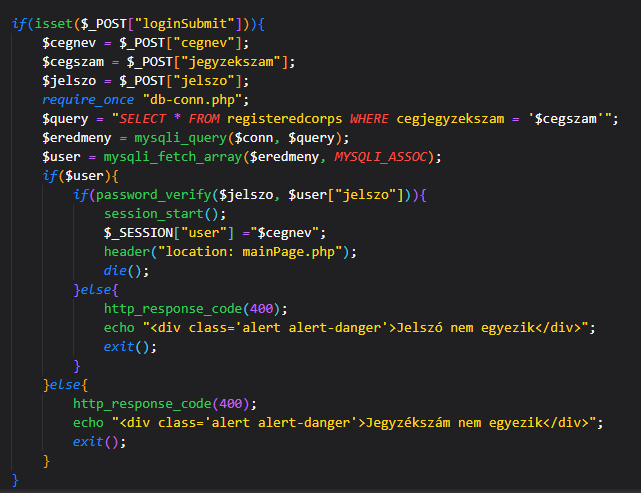 if(isset($_POST["loginSubmit"])){
    $cegnev = $_POST["cegnev"];
    $cegszam = $_POST["jegyzekszam"];
    $jelszo = $_POST["jelszo"];
    require_once "db-conn.php";
    $query = "SELECT * FROM registeredcorps WHERE cegjegyzekszam = '$cegszam'";
    $eredmeny = mysqli_query($conn, $query);
    $user = mysqli_fetch_array($eredmeny, MYSQLI_ASSOC);
    if($user){
        if(password_verify($jelszo, $user["jelszo"])){
            session_start();
            $_SESSION["user"] ="$cegnev";
            header("location: mainPage.php");
            die();
        }else{
            http_response_code(400);
            echo "<div class='alert alert-danger'>Jelszó nem egyezik</div>";
            exit();
        }
    }else{
        http_response_code(400);
        echo "<div class='alert alert-danger'>Jegyzékszám nem egyezik</div>";
        exit();
    }
}